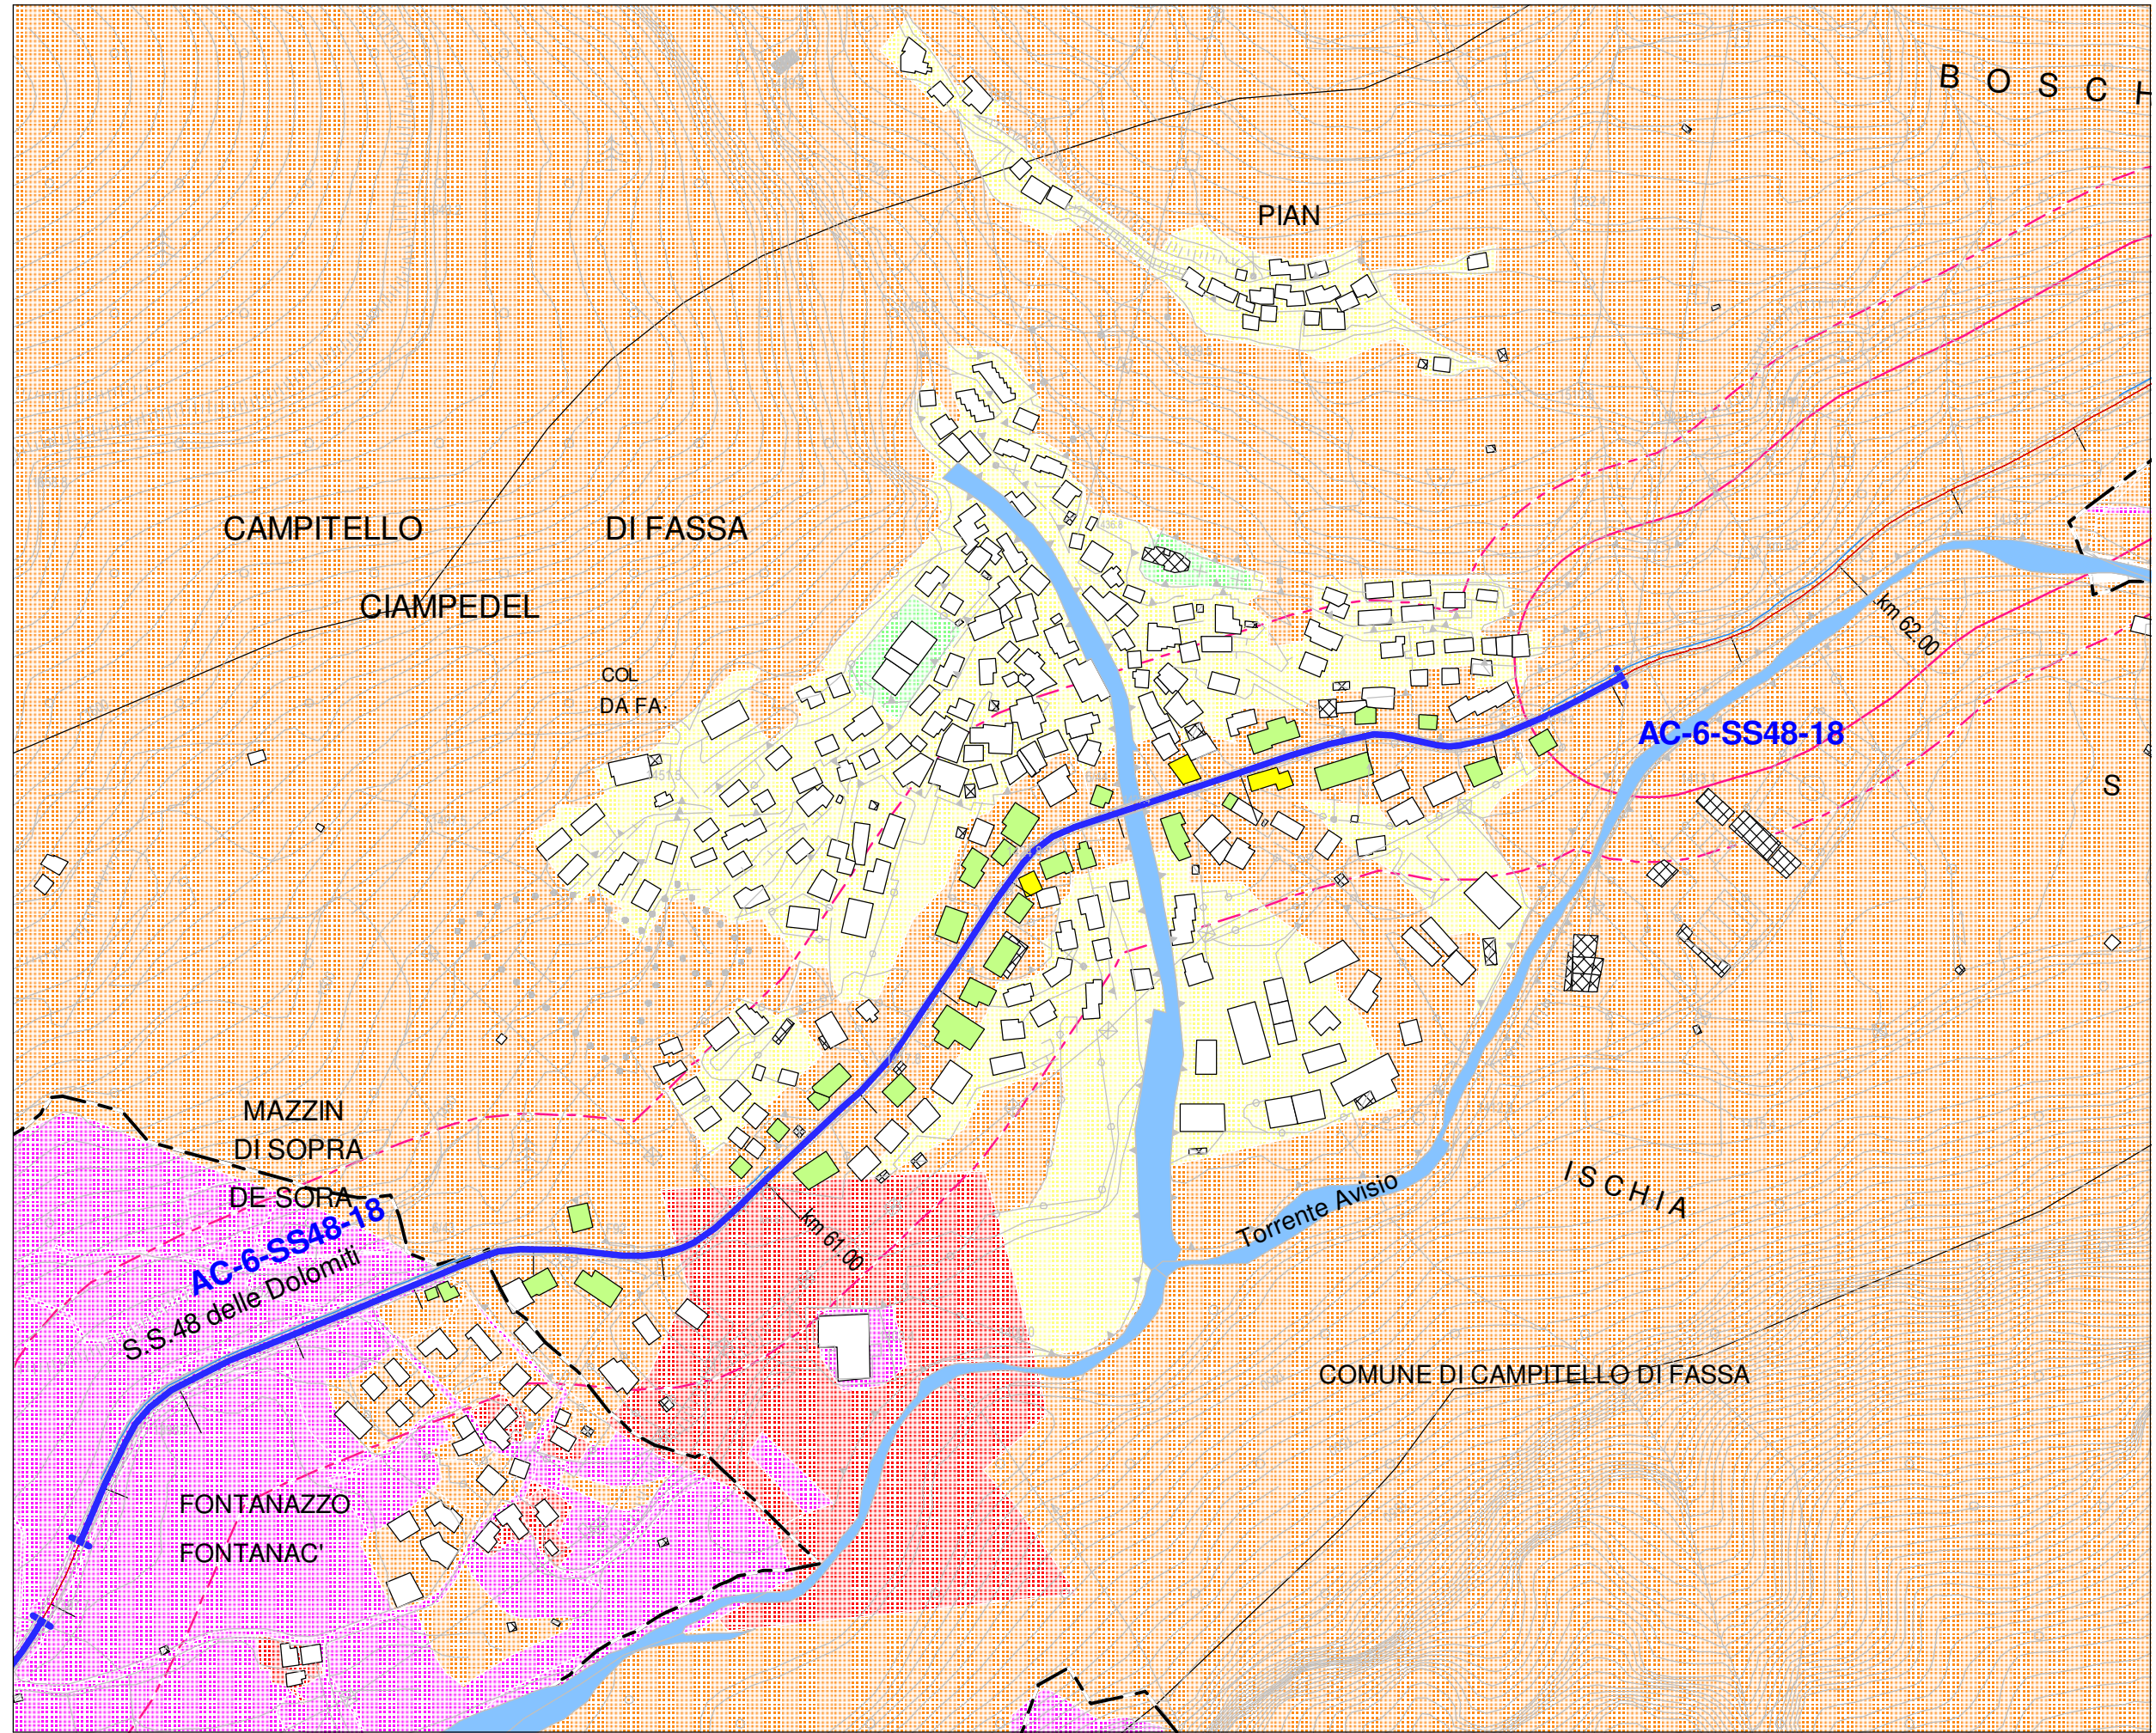 BOSCH
PIAN
CAMPITELLO DI FASSA
CIAMPEDEL
COL
DA FA
km 62.00
AC-6-SS48-18
S
MAZZIN
DI SOPRA
DE SORA
ISCHIA
Torrente Avisio
km 61.00
AC-6-SS48-18
S.S.48 delle Dolomiti
COMUNE DI CAMPITELLO DI FASSA
FONTANAZZO
FONTANAC'